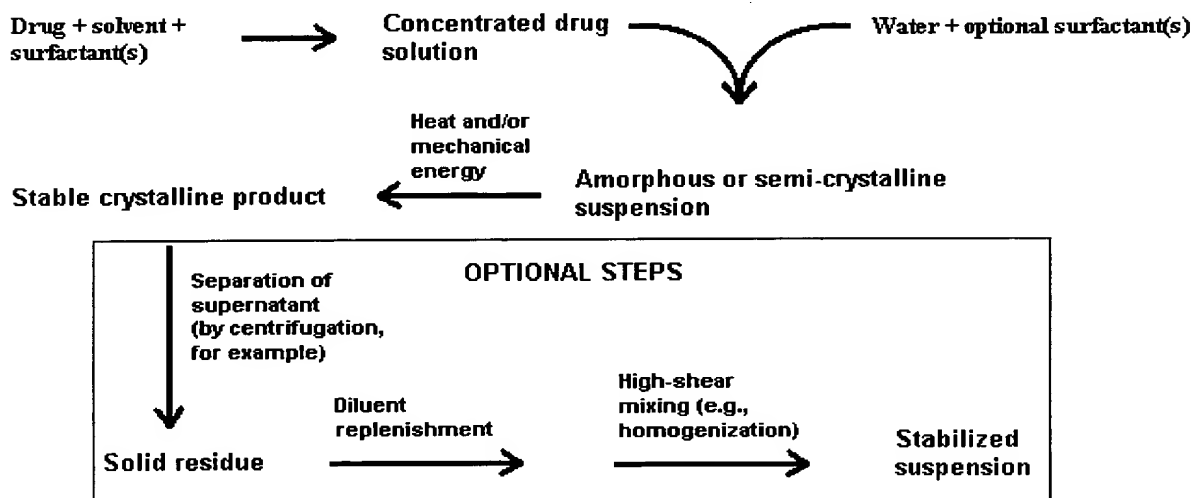 Drug + solvent +
surfactant(s)
Concentrated drug
solution
Water + optional surfactant(s)
Heat and/or
mechanical
energy
Stable crystalline product
Amorphous or semi-crystalline
suspension
OPTIONAL STEPS
Separation of
supernatant
(by centrifugation,
for example)
Diluent
replenishment
High-shear
mixing (e.g.,
homogenization)
Solid residue
Stabilized
suspension